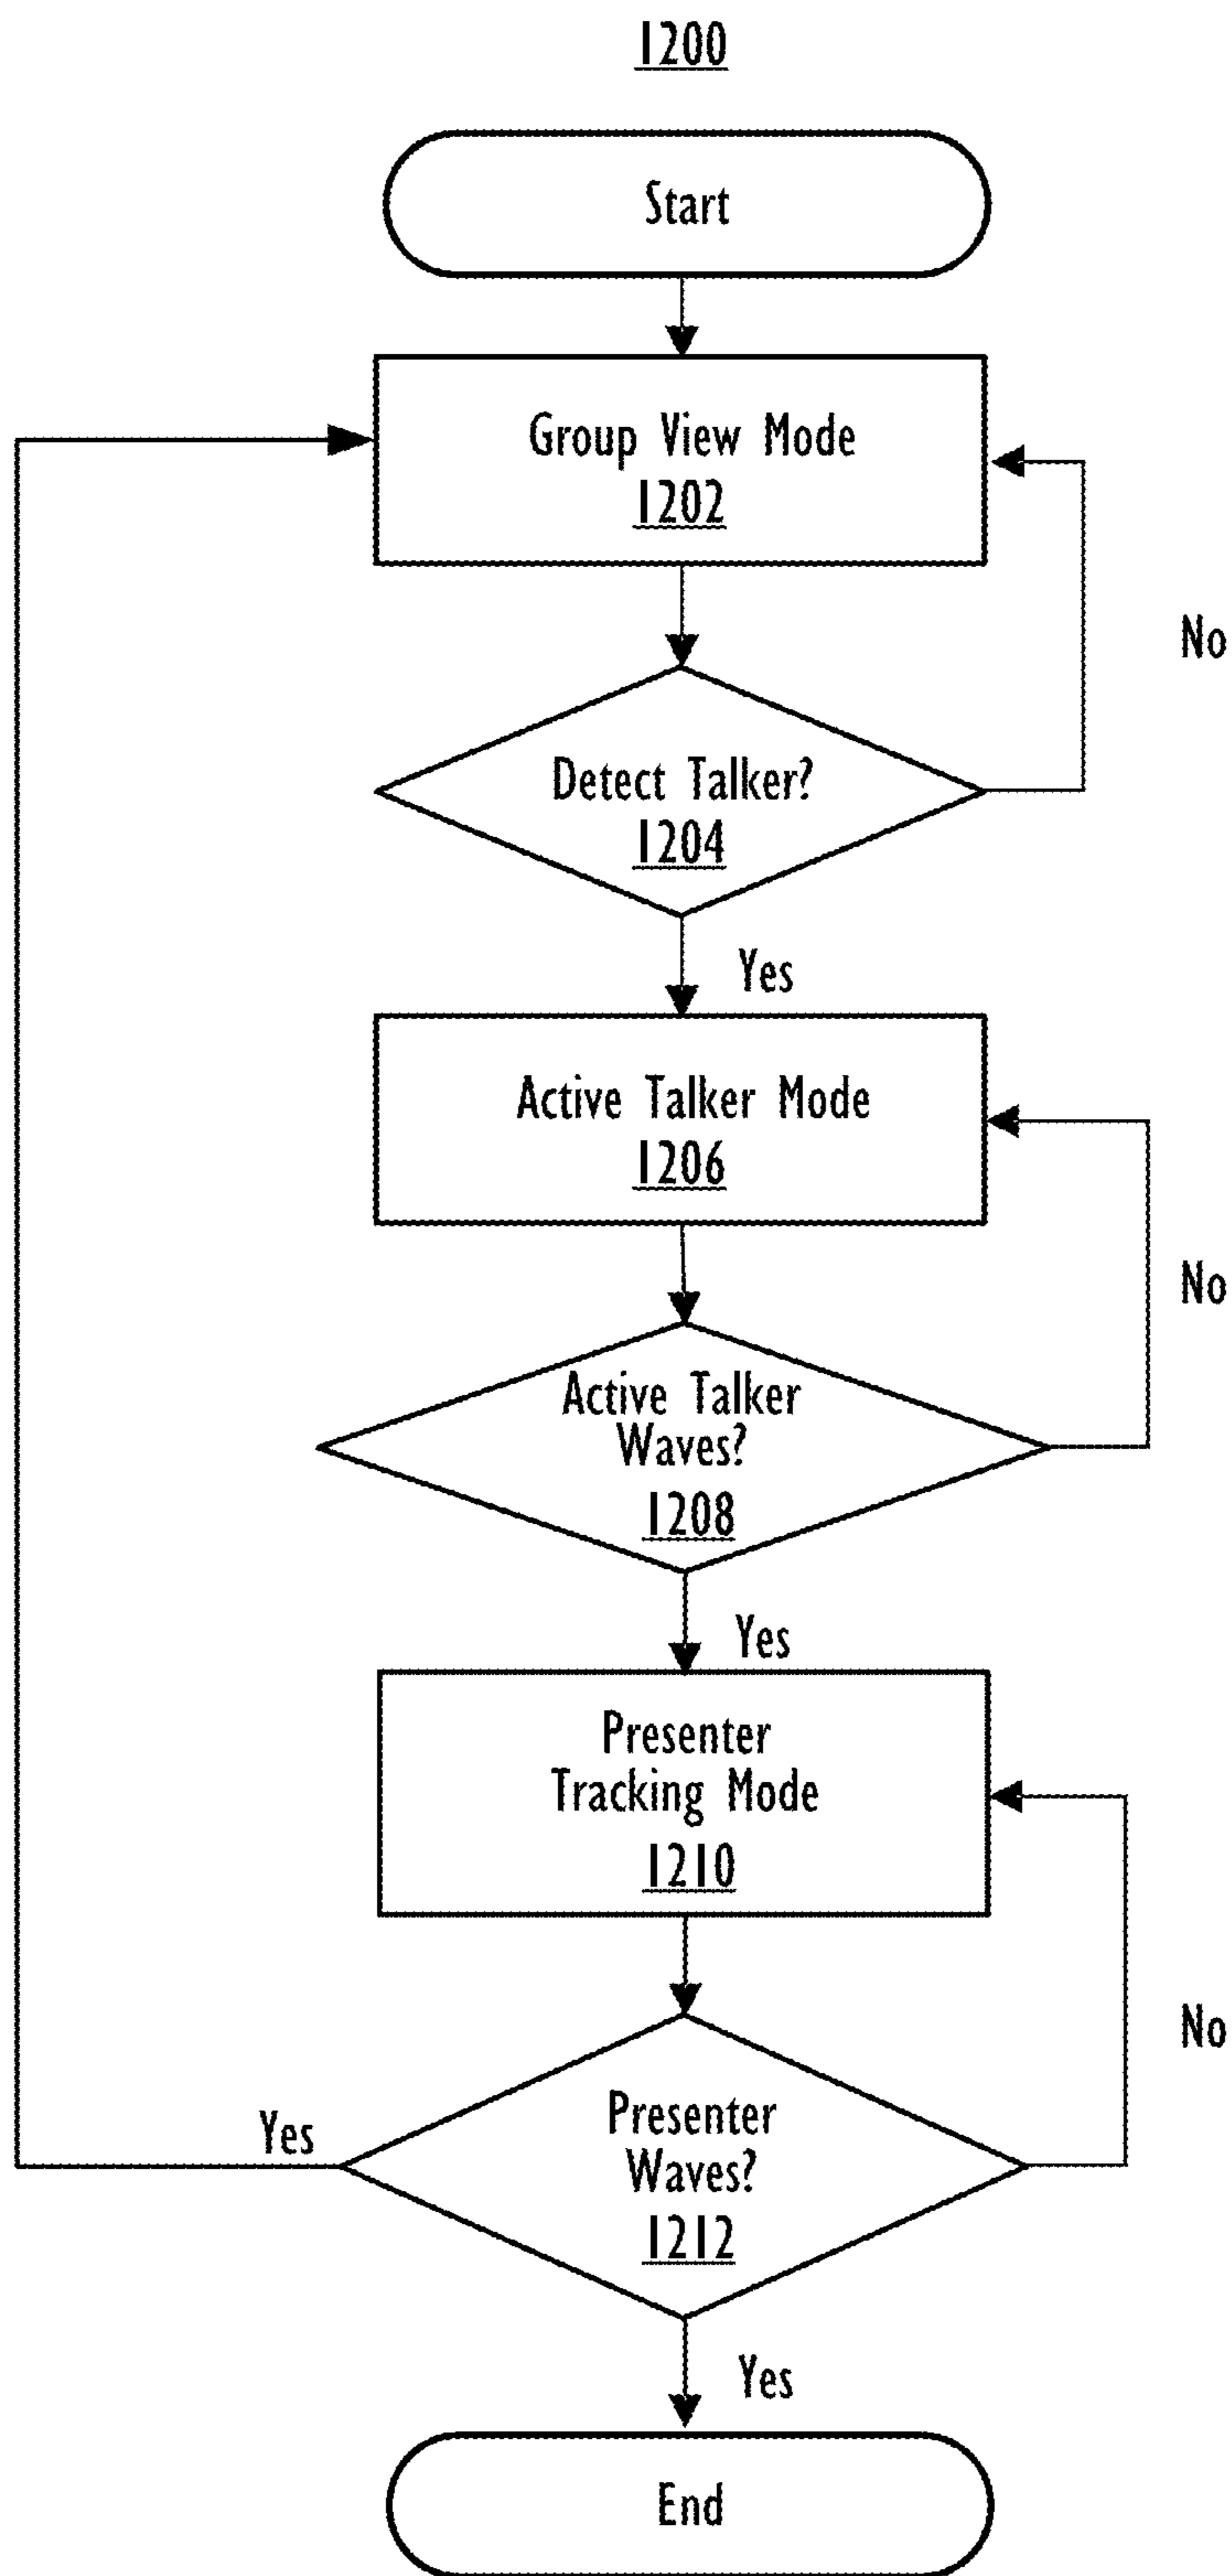 1200
Start
Group View Mode
1202
No
Detect Talker?
1204
Yes
Active Talker Mode
1206
No
Active Talker
Waves?
1208
Yes
Presenter
Tracking Mode
1210
No
Presenter
Yes
Waves?
1212
Yes
End